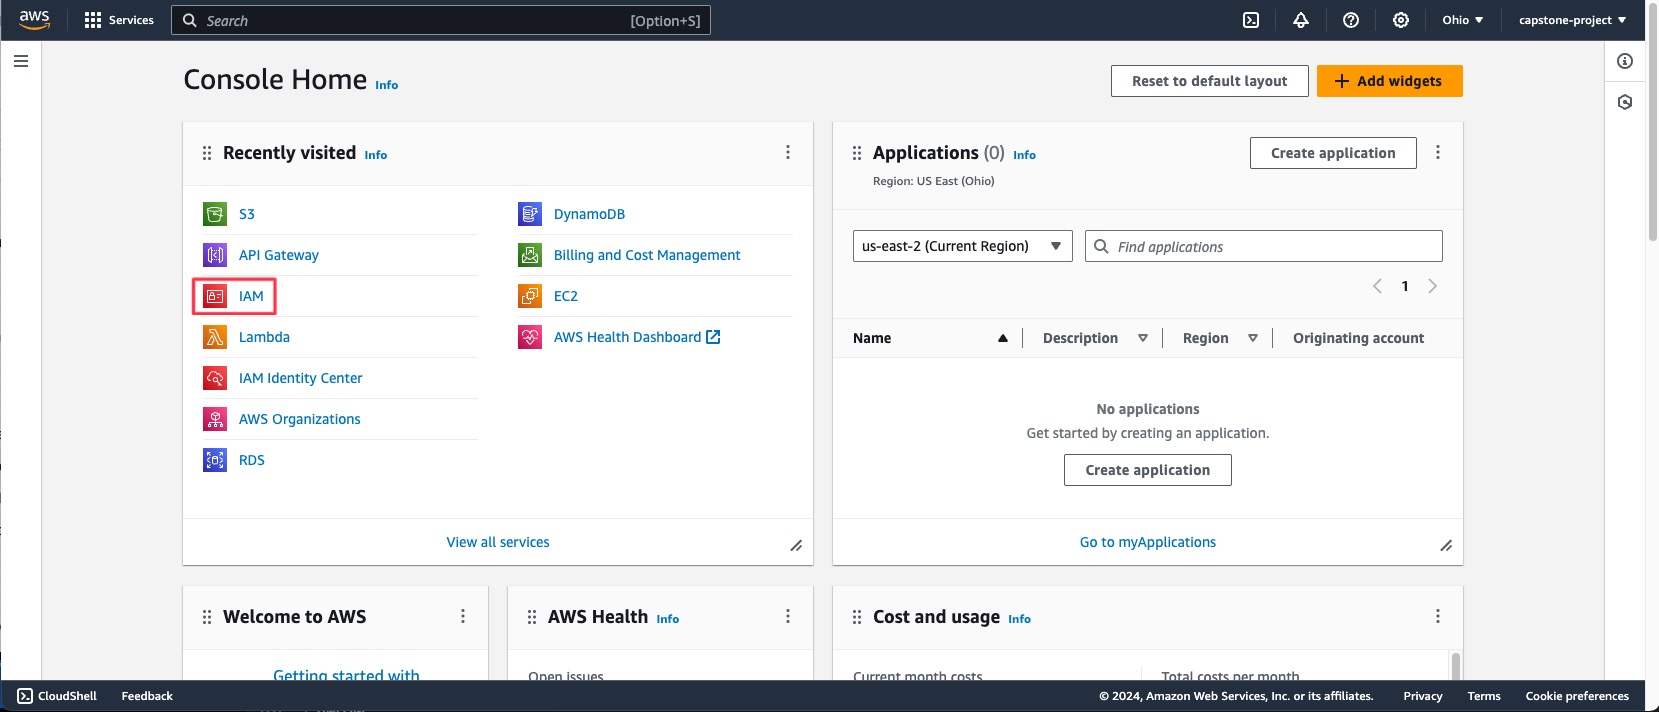 aws
Services
Search
[Option+S]
Ohio ▼
capstone-project ▼
Console Home Info
Reset to default layout
+ Add widgets
Recently visited Info
S3
API Gateway
IAM
Lambda
IAM Identity Center
AWS Organizations
RDS
DynamoDB
Billing and Cost Management
EC2
AWS Health Dashboard
View all services
Applications (0) Info
Region: US East (Ohio)
Create application
us-east-2 (Current Region)
Find applications
1
Name
Description
Region
Originating account
No applications
Get started by creating an application.
Create application
Go to myApplications
Welcome to AWS
Getting started with
AWS Health Info
Open issues
Cost and usage Info
Current month costs
Total costs per month
CloudShell
Feedback
© 2024, Amazon Web Services, Inc. or its affiliates.
Privacy
Terms
Cookie preferences